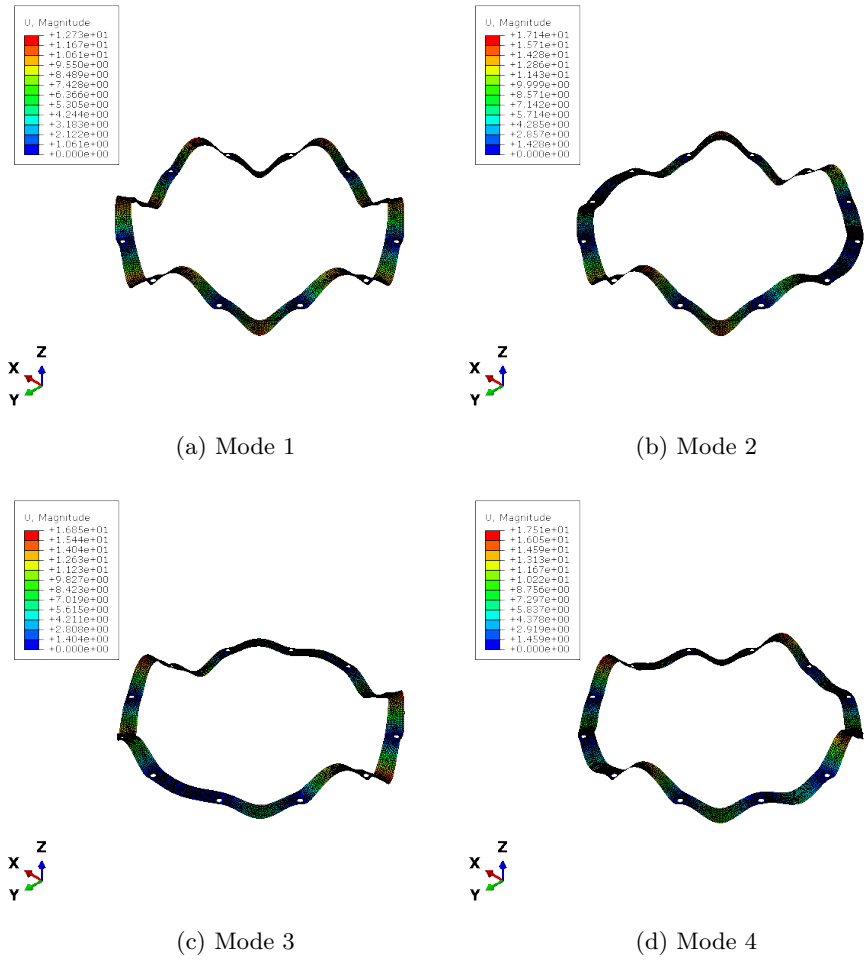 U, Magnitude
+1.273e+01
+1.167e+01
+1.061e+01
+9.550e+00
+8.489e+00
+7.428e+00
+6.366e+00
+5.305e+00
+4.244e+00
+3.183e+00
+2.122e+00
+1.061e+00
+0.000e+00
Z
X
Y
(a) Mode 1
U, Magnitude
+1.714e+01
+1.571e+01
+1.428e+01
+1.286e+01
+1.143e+01
+9.999e+00
+8.571e+00
+7.142e+00
+5.714e+00
+4.285e+00
+2.857e+00
+1.428e+00
+0.000e+00
Z
X
Y
(b) Mode 2
U, Magnitude
+1.685e+01
+1.544e+01
+1.404e+01
+1.263e+01
+1.123e+01
+9.827e+00
+8.423e+00
+7.019e+00
+5.615e+00
+4.211e+00
+2.808e+00
+1.404e+00
+0.000e+00
Z
X
Y
(c) Mode 3
U, Magnitude
+1.751e+01
+1.605e+01
+1.459e+01
+1.313e+01
+1.167e+01
+1.022e+01
+8.756e+00
+7.297e+00
+5.837e+00
+4.378e+00
+2.919e+00
+1.459e+00
+0.000e+00
Z
X
Y
(d) Mode 4